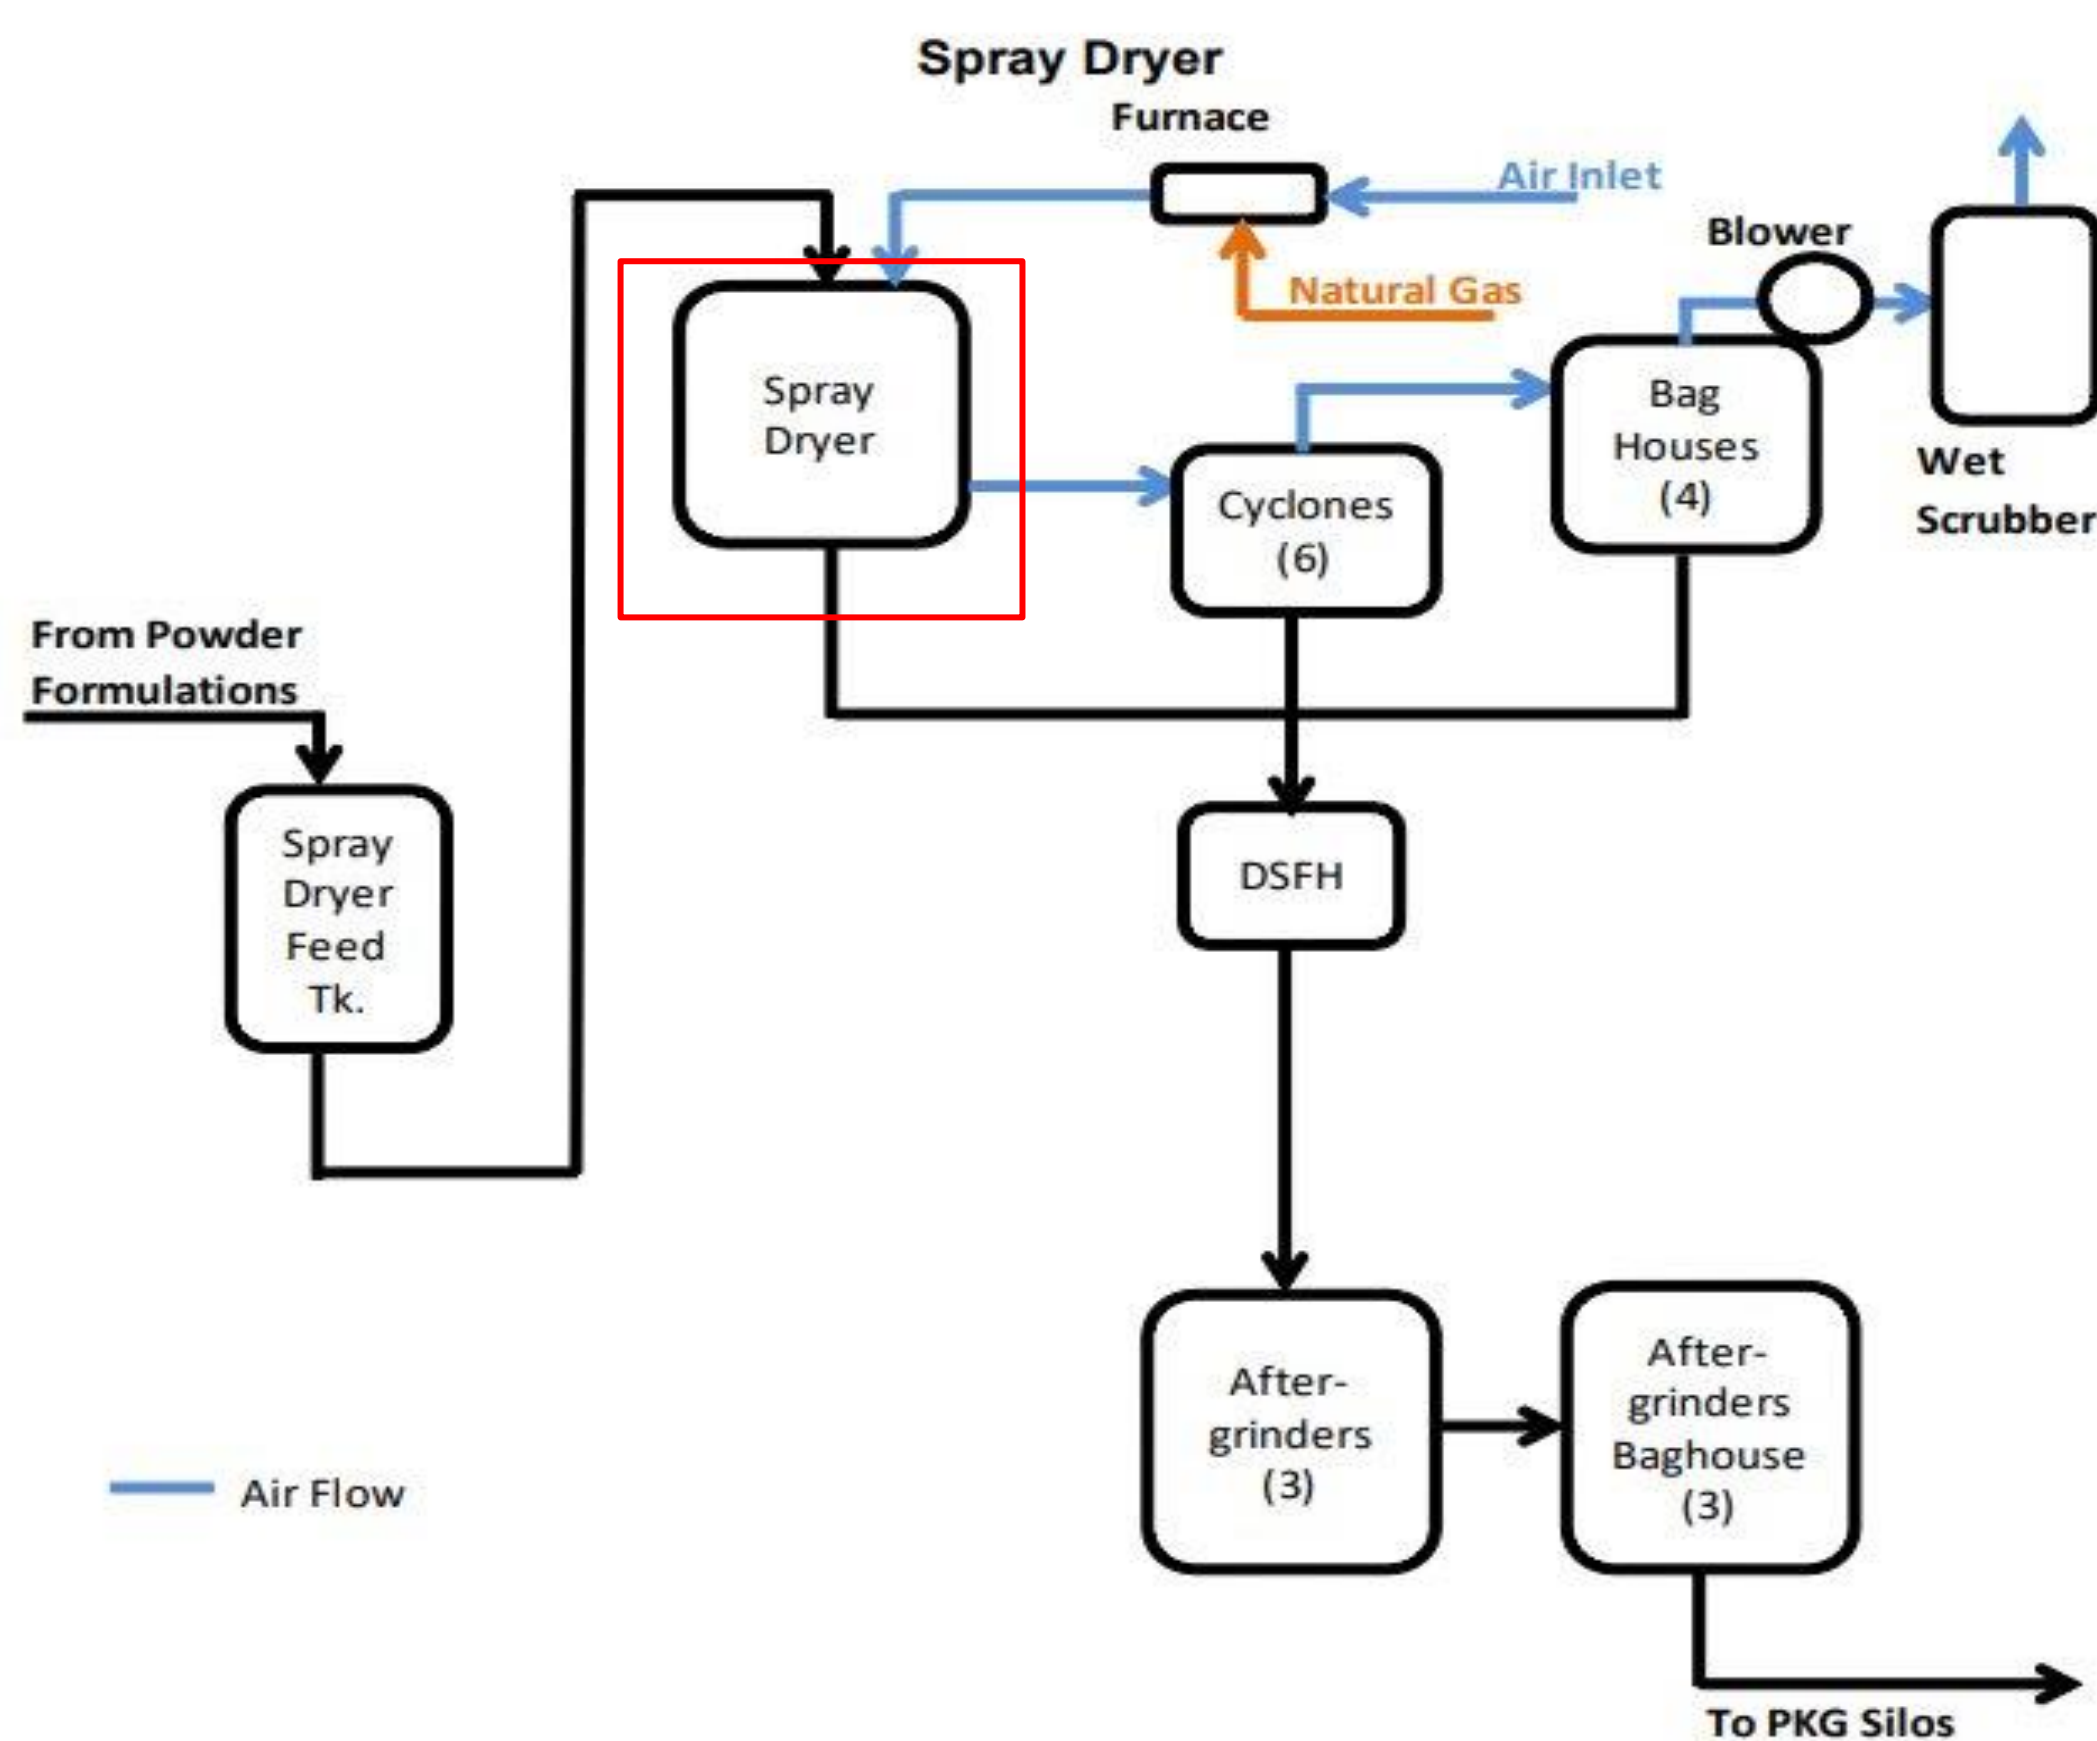 Spray Dryer
Furnace
Air Inlet
Blower
Natural Gas
Spray
Dryer
Bag
Houses
(4)
Cyclones
(6)
Wet
Scrubber
From Powder
Formulations
Spray
Dryer
Feed
Tk.
DSFH
After-
grinders
(3)
After-
grinders
Baghouse
(3)
Air Flow
To PKG Silos